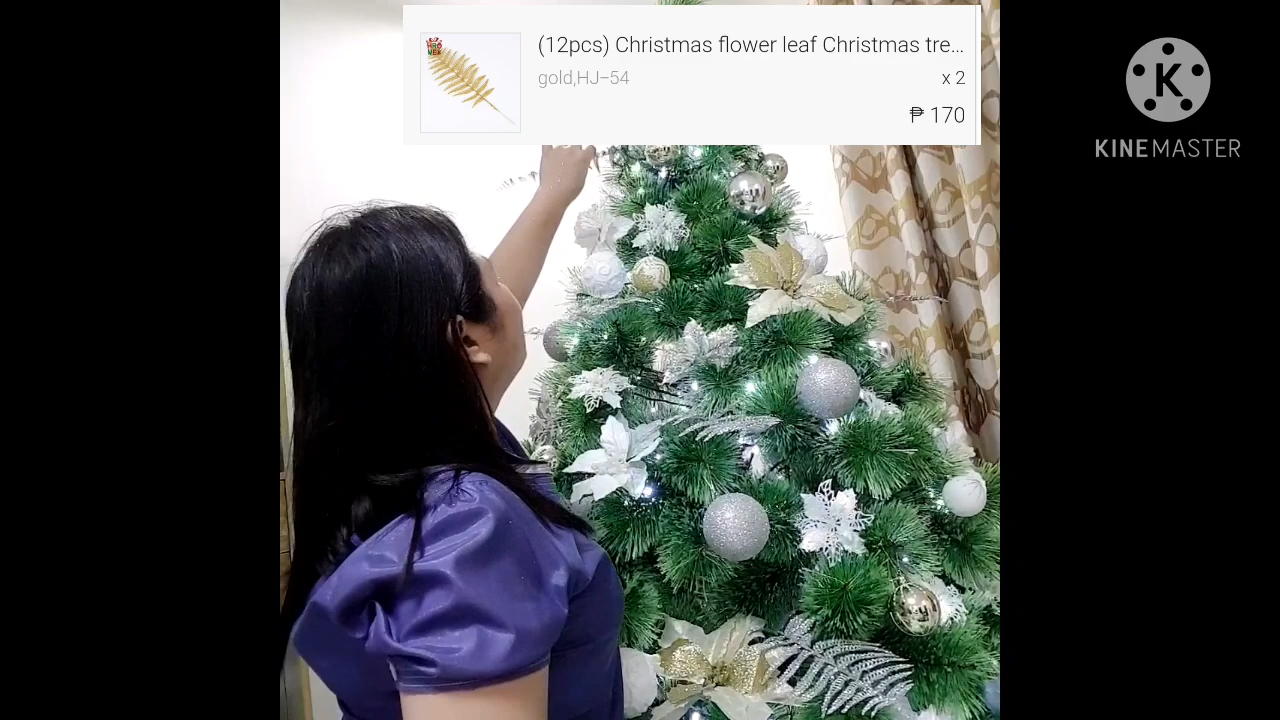 (12pcs) Christmas flower leaf Christmas tre...
gold,HJ-54
x 2
₱ 170
K
KINEMASTER